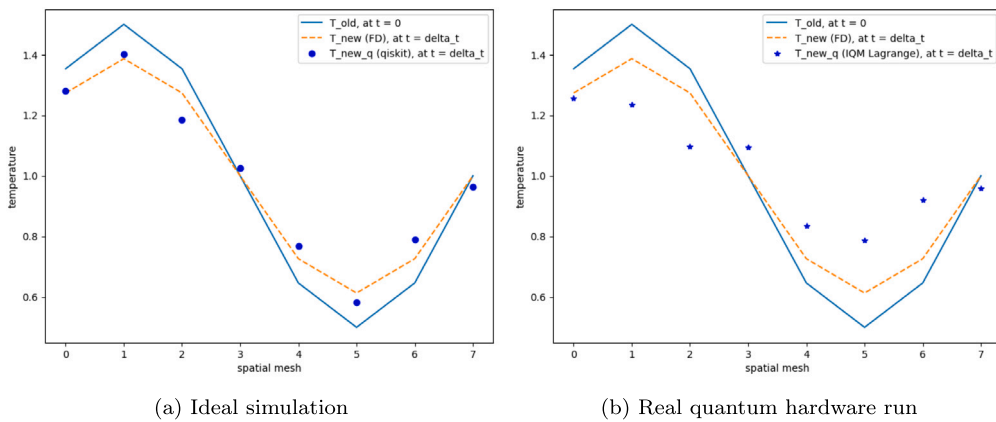 T_old, at t = 0
T_new (FD), at t = delta_t
T_new_q (qiskit), at t = delta_t
1.4
1.2
1.0
0.8
0.6
temperature
0 1 2 3 4 5 6 7
spatial mesh
(a) Ideal simulation
T_old, at t = 0
T_new (FD), at t = delta_t
T_new_q (IQM Lagrange), at t = delta_t
1.4
1.2
1.0
0.8
0.6
temperature
0 1 2 3 4 5 6 7
spatial mesh
(b) Real quantum hardware run